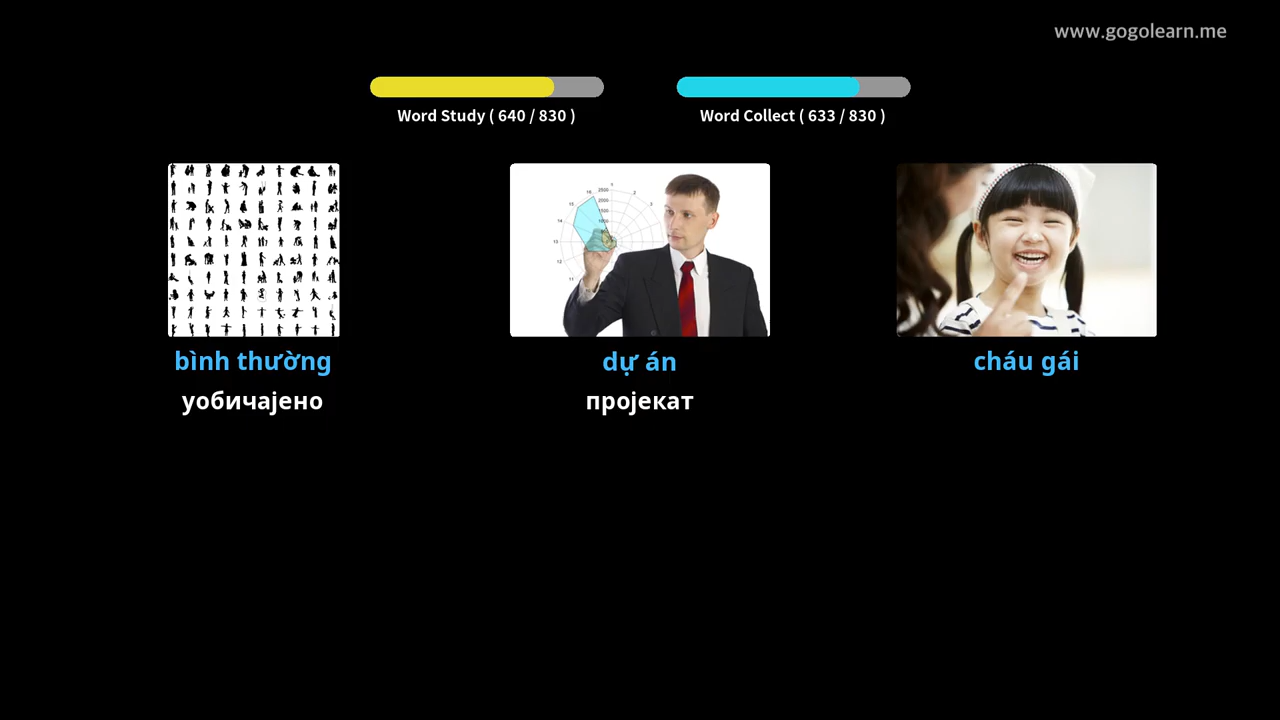 www.gogolearn.me
Word Study ( 640 / 830 )
Word Collect ( 633 / 830 )
bình thường
dự án
cháu gái
уобичајено
пројекат